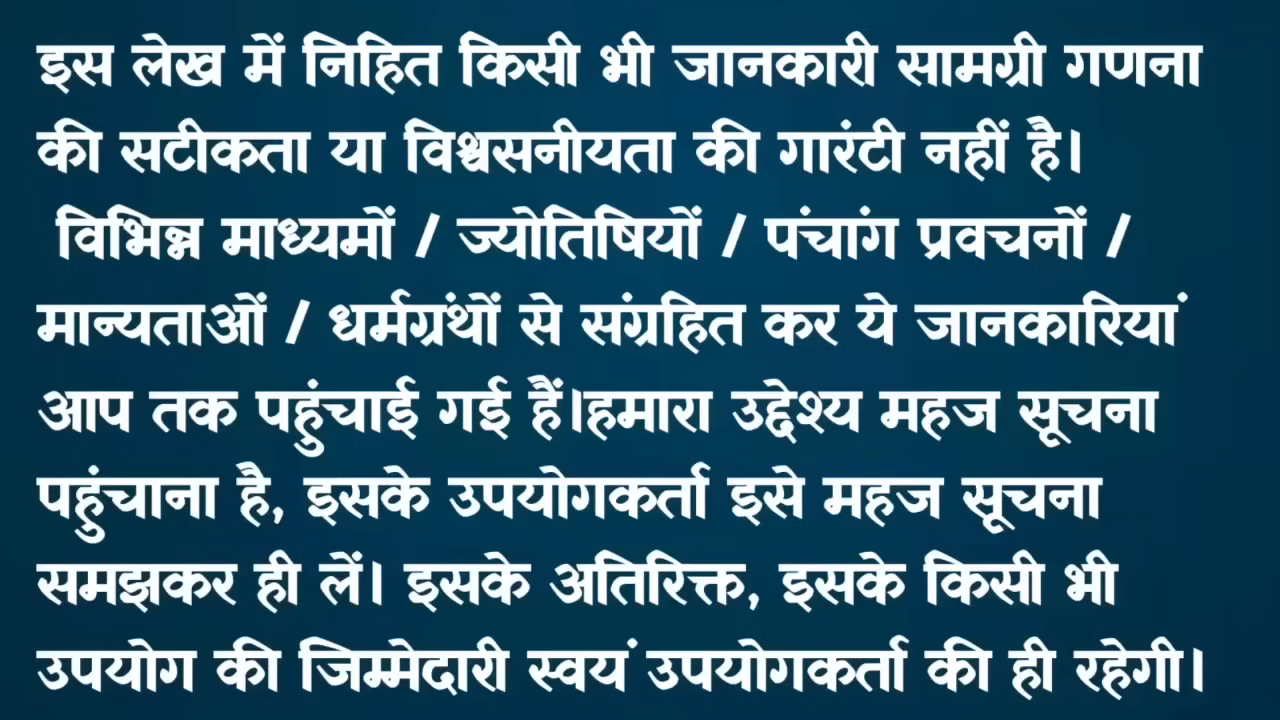 इस लेख में निहित किसी भी जानकारी सामग्री गणना
की सटीकता या विश्वसनीयता की गारंटी नहीं है।
विभिन्न माध्यमों / ज्योतिषियों / पंचांग प्रवचनों /
मान्यताओं / धर्मग्रंथों से संग्रहित कर ये जानकारियां
आप तक पहुंचाई गई हैं।हमारा उद्देश्य महज सूचना
पहुंचाना है, इसके उपयोगकर्ता इसे महज सूचना
समझकर ही लें। इसके अतिरिक्त, इसके किसी भी
उपयोग की जिम्मेदारी स्वयं उपयोगकर्ता की ही रहेगी।